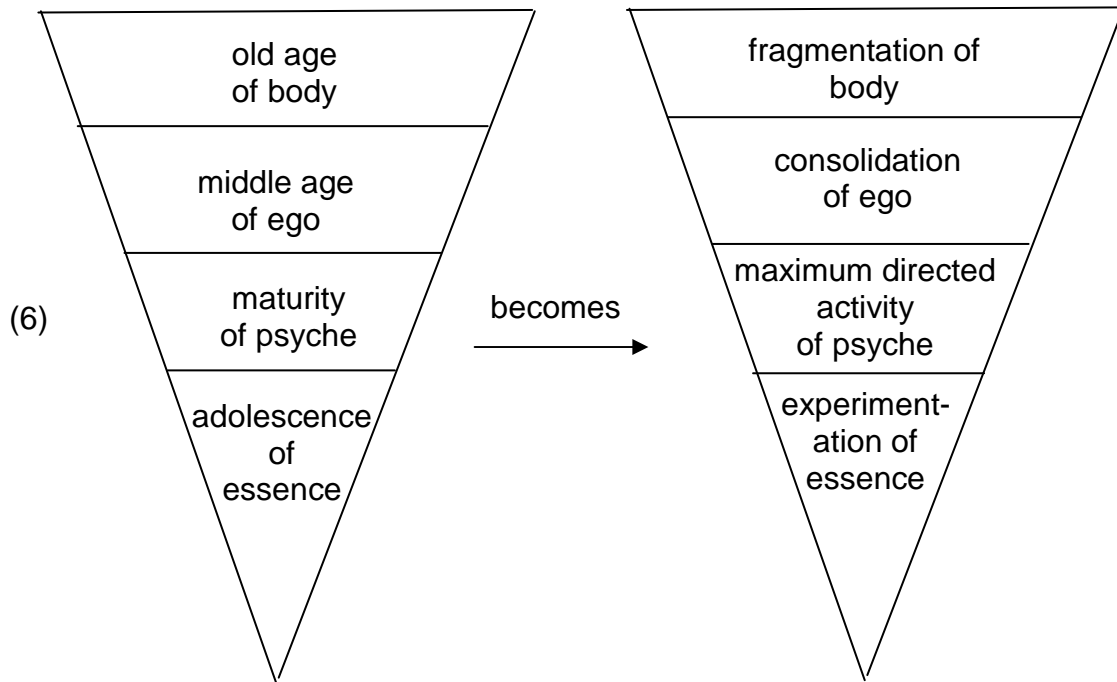 old age
of body
middle age
of ego
maturity
of psyche
adolescence
of
essence
(6)
becomes
fragmentation of
body
consolidation
of ego
maximum directed
activity
of psyche
experiment-
ation of
essence